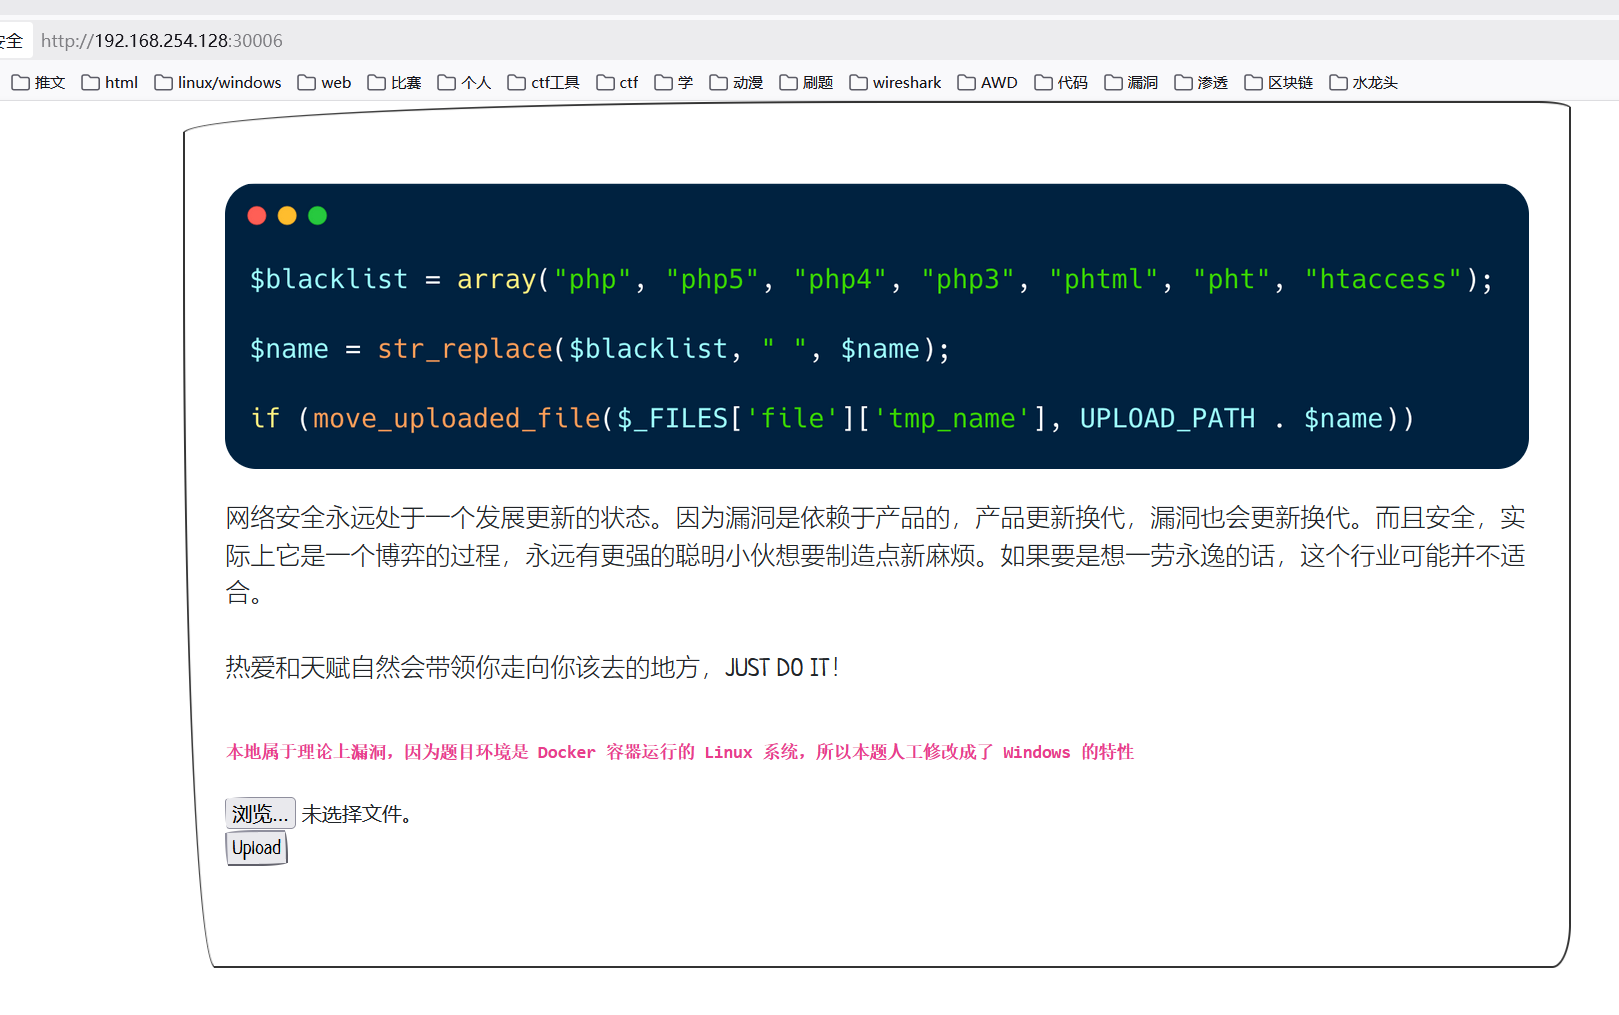 安全 http://192.168.254.128:30006
推文 html linux/windows web 比赛 个人 ctf工具 ctf 学 动漫 刷题 wireshark AWD 代码 漏洞 渗透 区块链 水龙头
$blacklist = array("php", "php5", "php4", "php3", "phtml", "pht", "htaccess");
$name = str_replace($blacklist, " ", $name);
if (move_uploaded_file($_FILES['file']['tmp_name'], UPLOAD_PATH . $name))
网络安全永远处于一个发展更新的状态。因为漏洞是依赖于产品的，产品更新换代，漏洞也会更新换代。而且安全，实
际上它是一个博弈的过程，永远有更强的聪明小伙想要制造点新麻烦。如果要是想一劳永逸的话，这个行业可能并不适
合。
热爱和天赋自然会带领你走向你该去的地方，JUST DO IT！
本地属于理论上漏洞，因为题目环境是 Docker 容器运行的 Linux 系统，所以本题人工修改成了 Windows 的特性
浏览... 未选择文件。
Upload